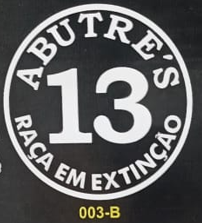 ABUTRE'S
13
RAÇA EM EXTINÇÃO
003-B